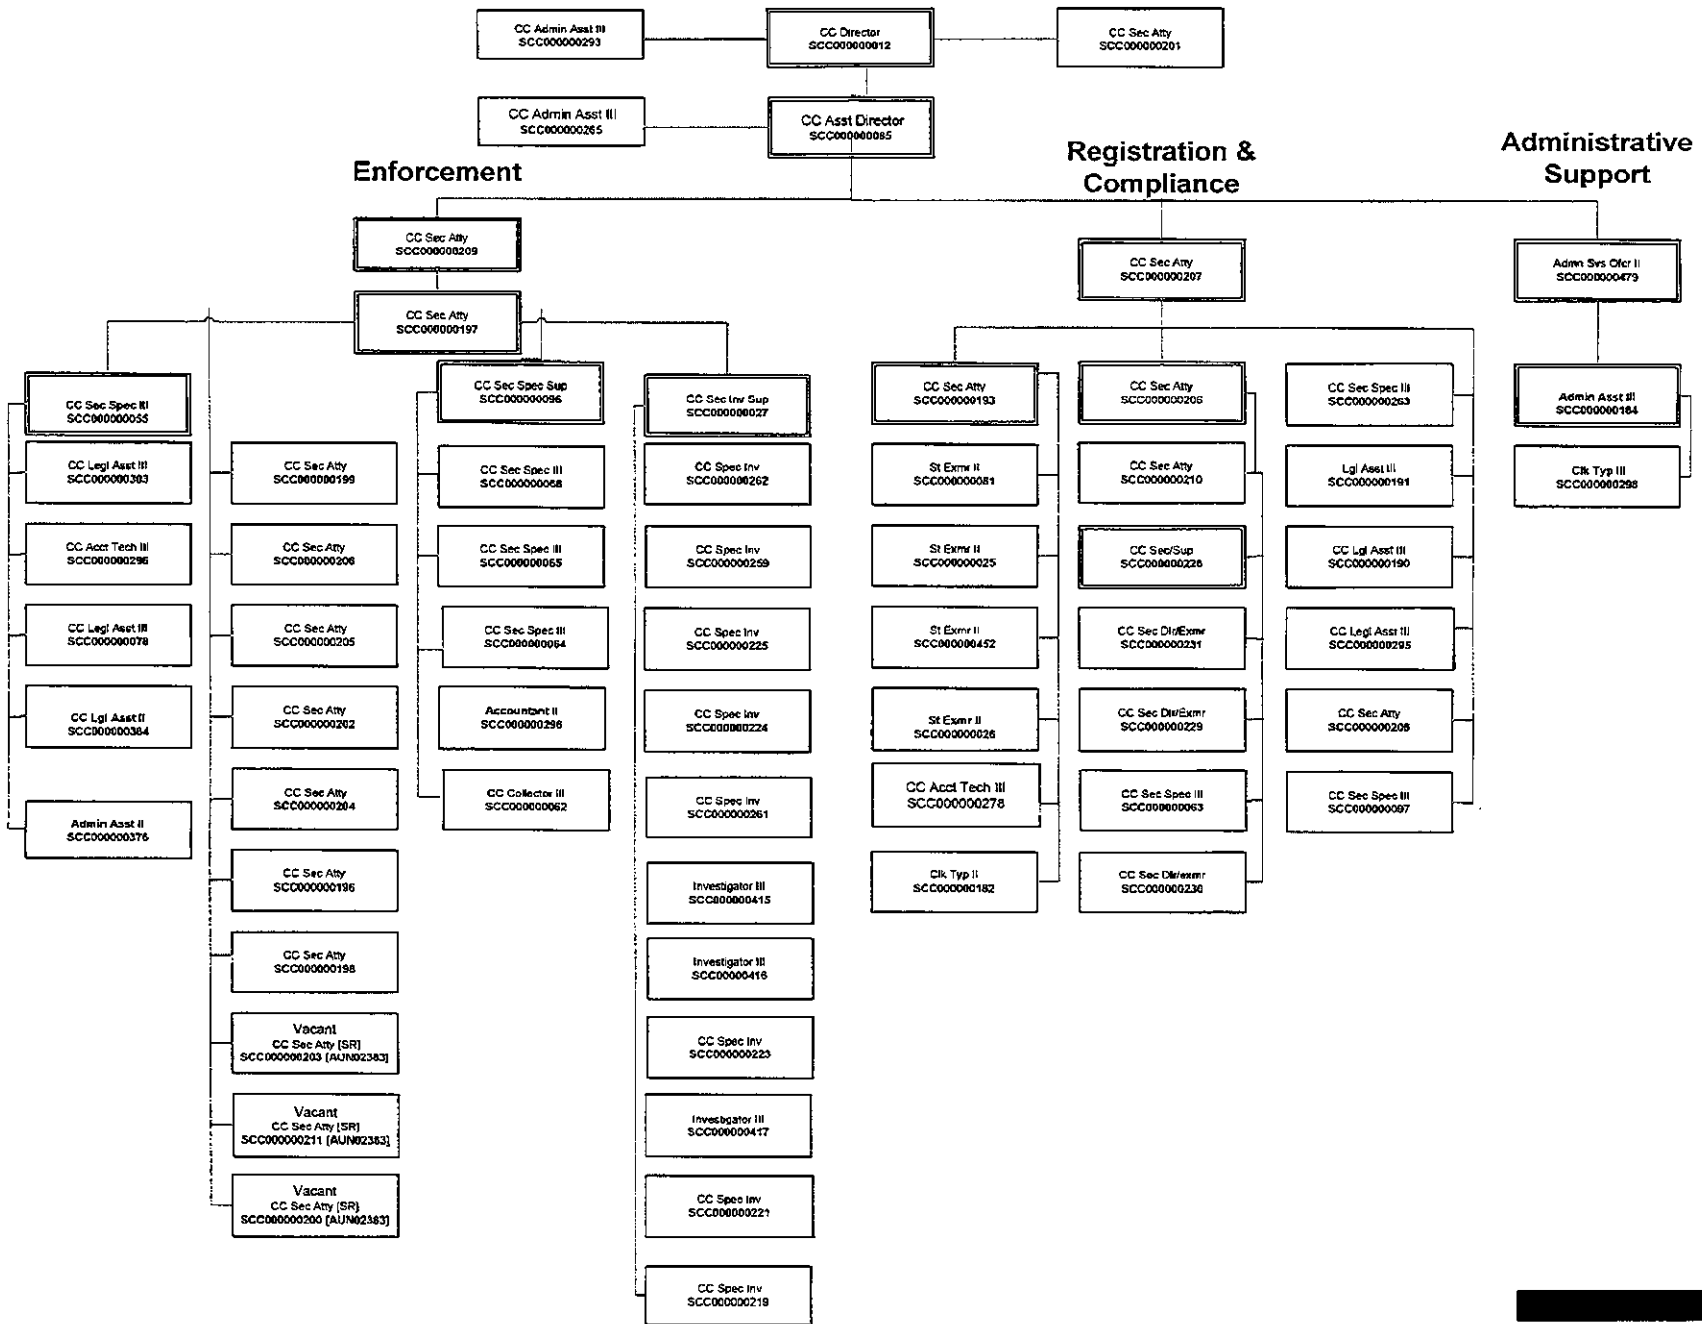 CC Admin Asst III
SCC000000293
CC Director
SCC000000012
CC Sec Atty
SCC000000201
CC Admin Asst III
SCC000000265
CC Asst Director
SCC000000085
Enforcement
Registration &
Compliance
Administrative
Support
CC Sec Atty
SCC000000209
CC Sec Atty
SCC000000197
CC Sec Atty
SCC000000207
Admn Svs Ofcr II
SCC000000479
CC Sec Spec III
SCC000000055
CC Legl Asst III
SCC000000303
CC Acct Tech III
SCC000000296
CC Legl Asst III
SCC000000078
CC Lgl Asst II
SCC000000384
Admin Asst II
SCC000000376
CC Sec Atty
SCC000000199
CC Sec Atty
SCC000000206
CC Sec Atty
SCC000000205
CC Sec Atty
SCC000000202
CC Sec Atty
SCC000000204
CC Sec Atty
SCC000000196
CC Sec Atty
SCC000000198
Vacant
CC Sec Atty [SR]
SCC000000203 [AUN02383]
Vacant
CC Sec Atty [SR]
SCC000000211 [AUN02383]
Vacant
CC Sec Atty [SR]
SCC000000200 [AUN02383]
CC Sec Spec Sup
SCC000000096
CC Sec Spec III
SCC000000068
CC Sec Spec III
SCC000000065
CC Sec Spec III
SCC000000064
Accountant II
SCC000000296
CC Collector III
SCC000000062
CC Sec Inv Sup
SCC000000027
CC Spec Inv
SCC000000262
CC Spec Inv
SCC000000259
CC Spec Inv
SCC000000225
CC Spec Inv
SCC000000224
CC Spec Inv
SCC000000261
Investigator III
SCC000000415
Investigator III
SCC00000416
CC Spec Inv
SCC000000223
Investigator III
SCC000000417
CC Spec Inv
SCC000000221
CC Spec Inv
SCC000000219
CC Sec Atty
SCC000000193
St Exmr II
SCC000000081
St Exmr II
SCC00000025
St Exmr II
SCC000000452
St Exmr II
SCC00000026
CC Acct Tech III
SCC000000278
Clk Typ II
SCC000000182
CC Sec Atty
SCC000000206
CC Sec Atty
SCC000000210
CC Sec/Sup
SCC000000226
CC Sec Dir/Exmr
SCC000000231
CC Sec Dir/Exmr
SCC000000229
CC Sec Spec III
SCC000000063
CC Sec Dir/exmr
SCC000000230
CC Sec Spec III
SCC000000263
Lgl Asst III
SCC000000191
CC Lgl Asst III
SCC000000190
CC Legl Asst III
SCC000000295
CC Sec Atty
SCC000000208
CC Sec Spec III
SCC000000097
Admin Asst III
SCC000000184
Clk Typ III
SCC000000298